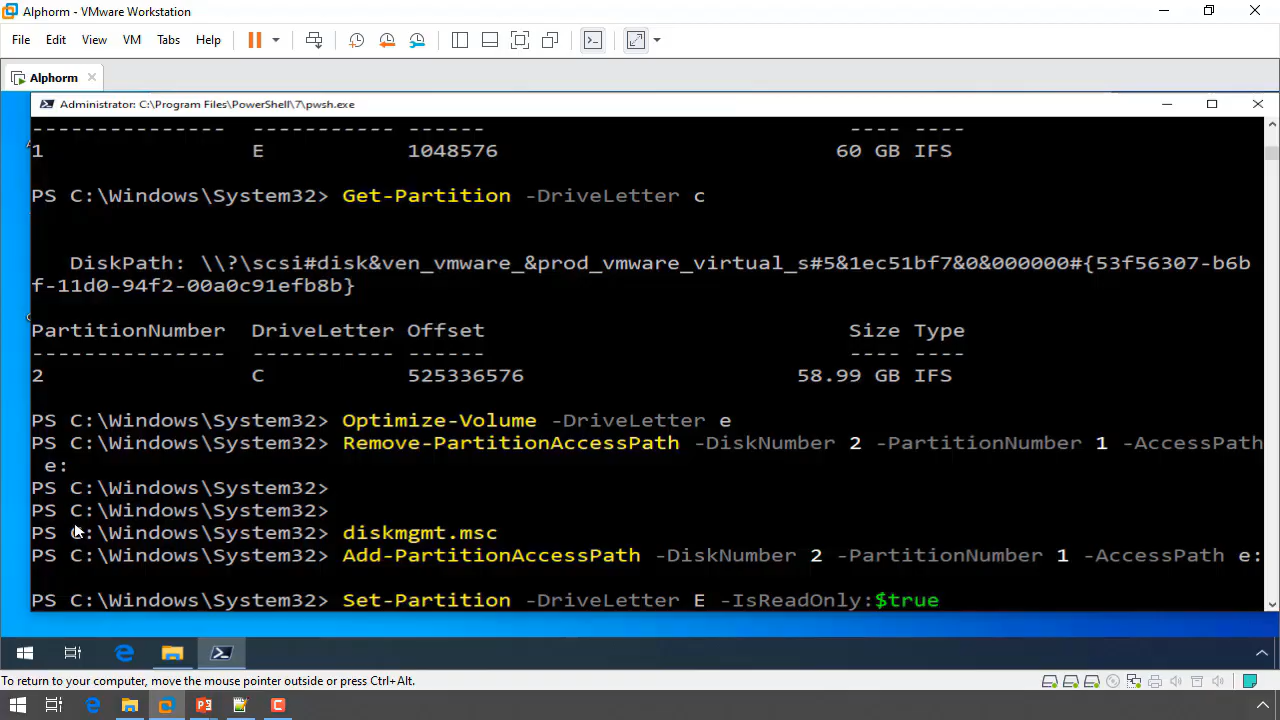 Alphorm - VMware Workstation
File Edit View VM Tabs Help
Alphorm
Administrator: C:\Program Files\PowerShell\7\pwsh.exe
--------------- ----------- ------ ---- ----
1 E 1048576 60 GB IFS
PS C:\Windows\System32> Get-Partition -DriveLetter c
DiskPath: \\?\scsi#disk&ven_vmware_&prod_vmware_virtual_s#5&1ec51bf7&0&000000#{53f56307-b6b
f-11d0-94f2-00a0c91efb8b}
PartitionNumber DriveLetter Offset Size Type
--------------- ----------- ------ ---- ----
2 C 525336576 58.99 GB IFS
PS C:\Windows\System32> Optimize-Volume -DriveLetter e
PS C:\Windows\System32> Remove-PartitionAccessPath -DiskNumber 2 -PartitionNumber 1 -AccessPath
e:
PS C:\Windows\System32>
PS C:\Windows\System32>
PS C:\Windows\System32> diskmgmt.msc
PS C:\Windows\System32> Add-PartitionAccessPath -DiskNumber 2 -PartitionNumber 1 -AccessPath e:
PS C:\Windows\System32> Set-Partition -DriveLetter E -IsReadOnly:$true
To return to your computer, move the mouse pointer outside or press Ctrl+Alt.